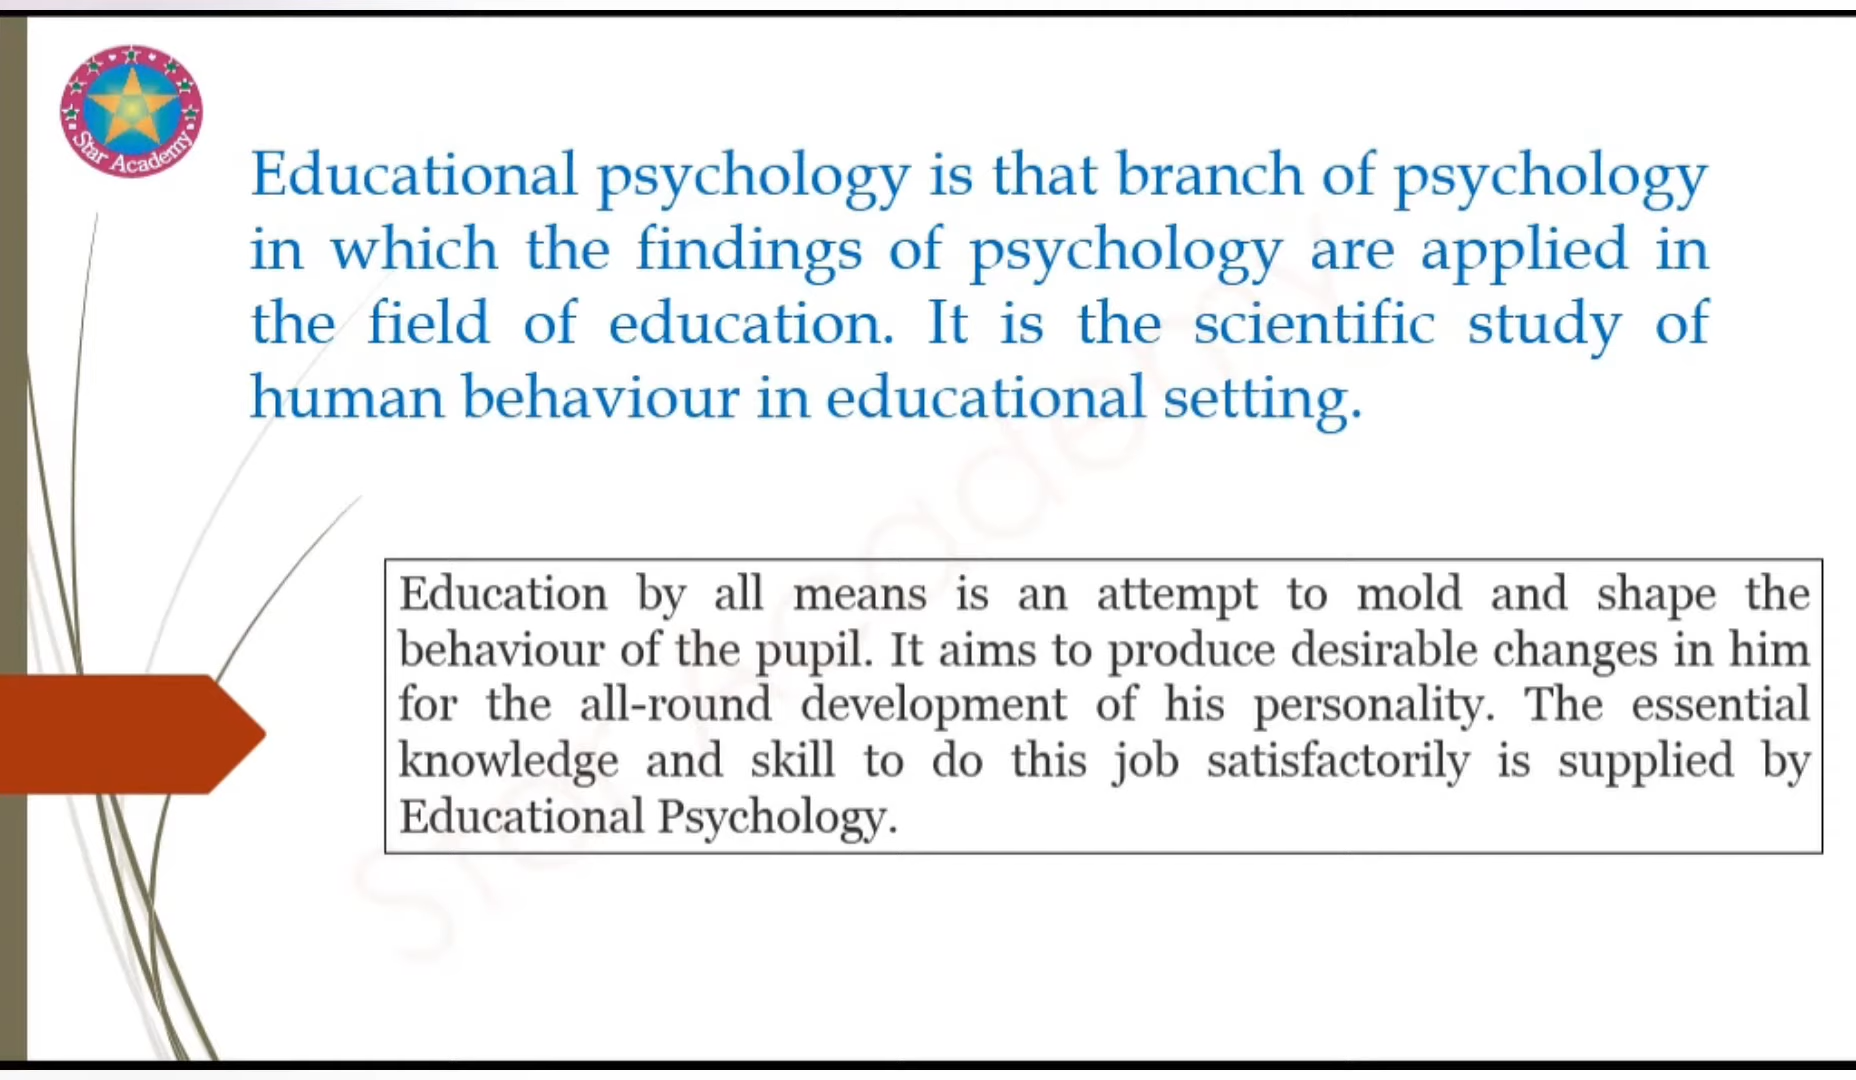 Star Academy
Educational psychology is that branch of psychology
in which the findings of psychology are applied in
the field of education. It is the scientific study of
human behaviour in educational setting.
Education by all means is an attempt to mold and shape the
behaviour of the pupil. It aims to produce desirable changes in him
for the all-round development of his personality. The essential
knowledge and skill to do this job satisfactorily is supplied by
Educational Psychology.
Star Academy